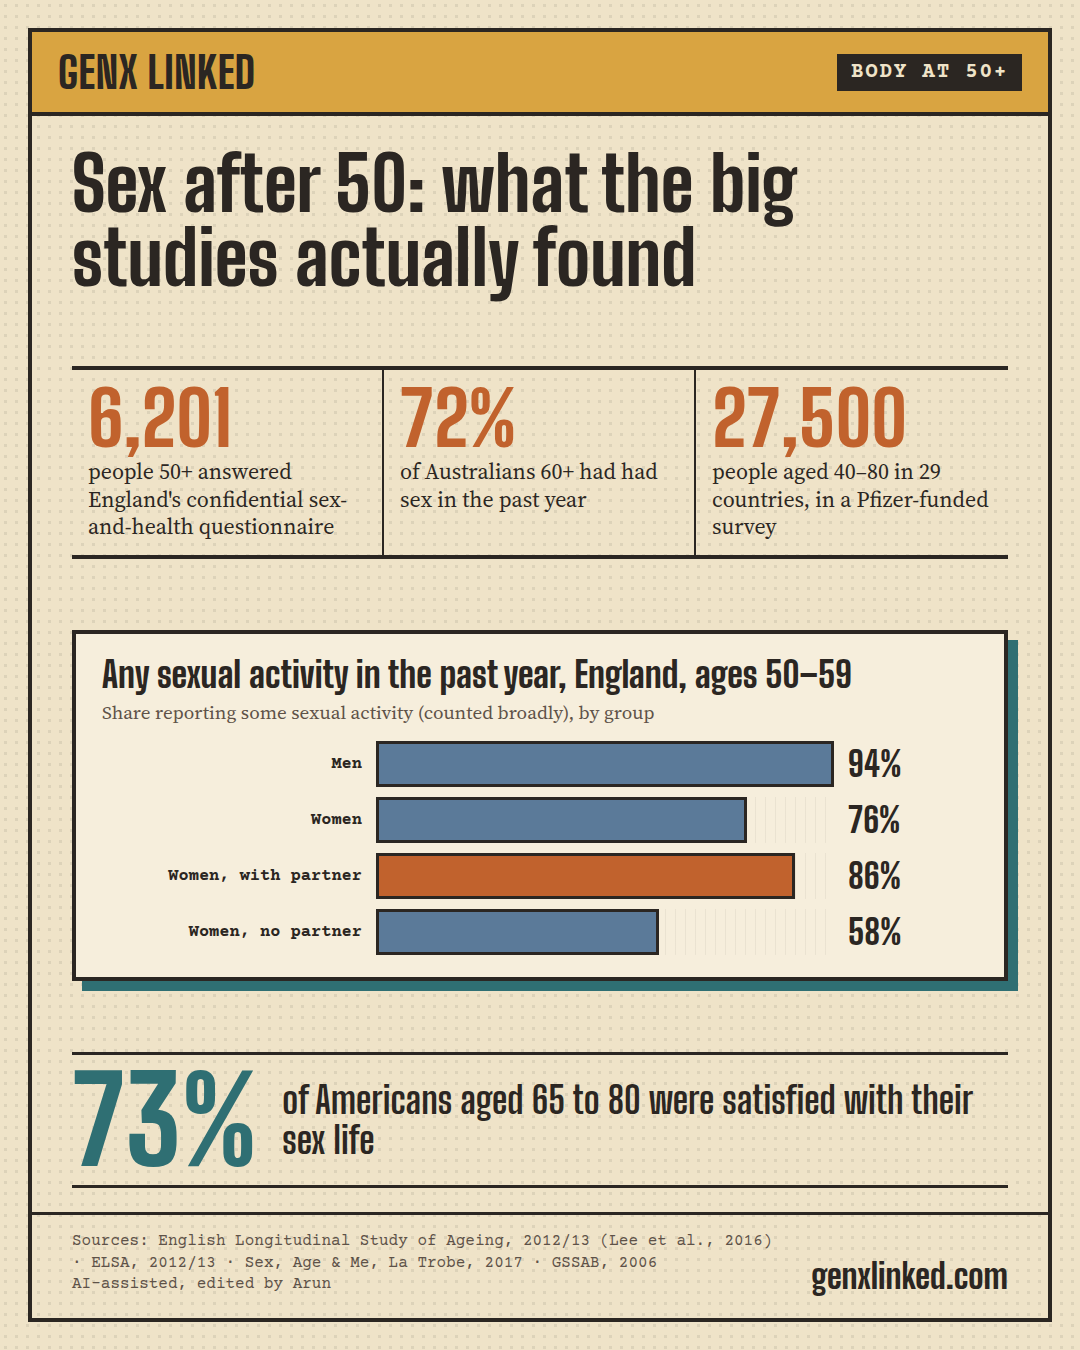 GENX LINKED
BODY AT 50+
Sex after 50: what the big
studies actually found
6,201
people 50+ answered
England's confidential sex-
and-health questionnaire
72%
of Australians 60+ had had
sex in the past year
27,500
people aged 40–80 in 29
countries, in a Pfizer-funded
survey
Any sexual activity in the past year, England, ages 50–59
Share reporting some sexual activity (counted broadly), by group
Men 94%
Women 76%
Women, with partner 86%
Women, no partner 58%
73%
of Americans aged 65 to 80 were satisfied with their
sex life
Sources: English Longitudinal Study of Ageing, 2012/13 (Lee et al., 2016)
· ELSA, 2012/13 · Sex, Age & Me, La Trobe, 2017 · GSSAB, 2006
AI-assisted, edited by Arun
genxlinked.com